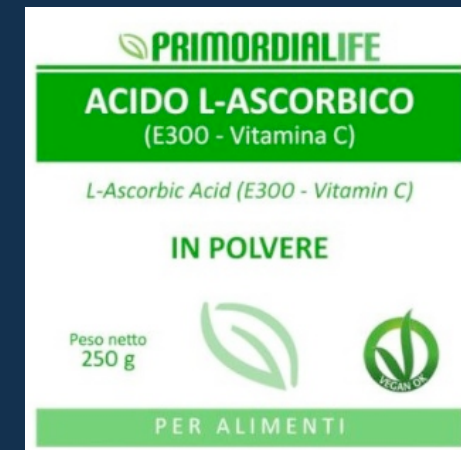 PRIMORDIALIFE
ACIDO L-ASCORBICO
(E300 - Vitamina C)
L-Ascorbic Acid (E300 - Vitamin C)
IN POLVERE
Peso netto
250 g
VEGAN OK
PER ALIMENTI